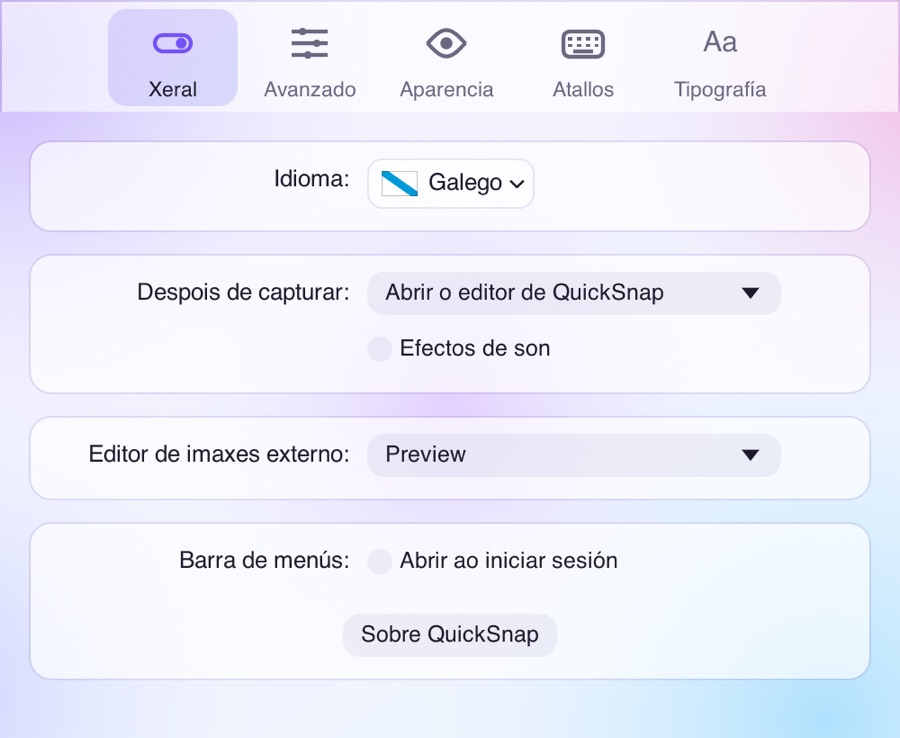 Xeral Avanzado Aparencia Atallos Aa Tipografía
Idioma: Galego
Despois de capturar: Abrir o editor de QuickSnap
Efectos de son
Editor de imaxes externo: Preview
Barra de menús: Abrir ao iniciar sesión
Sobre QuickSnap